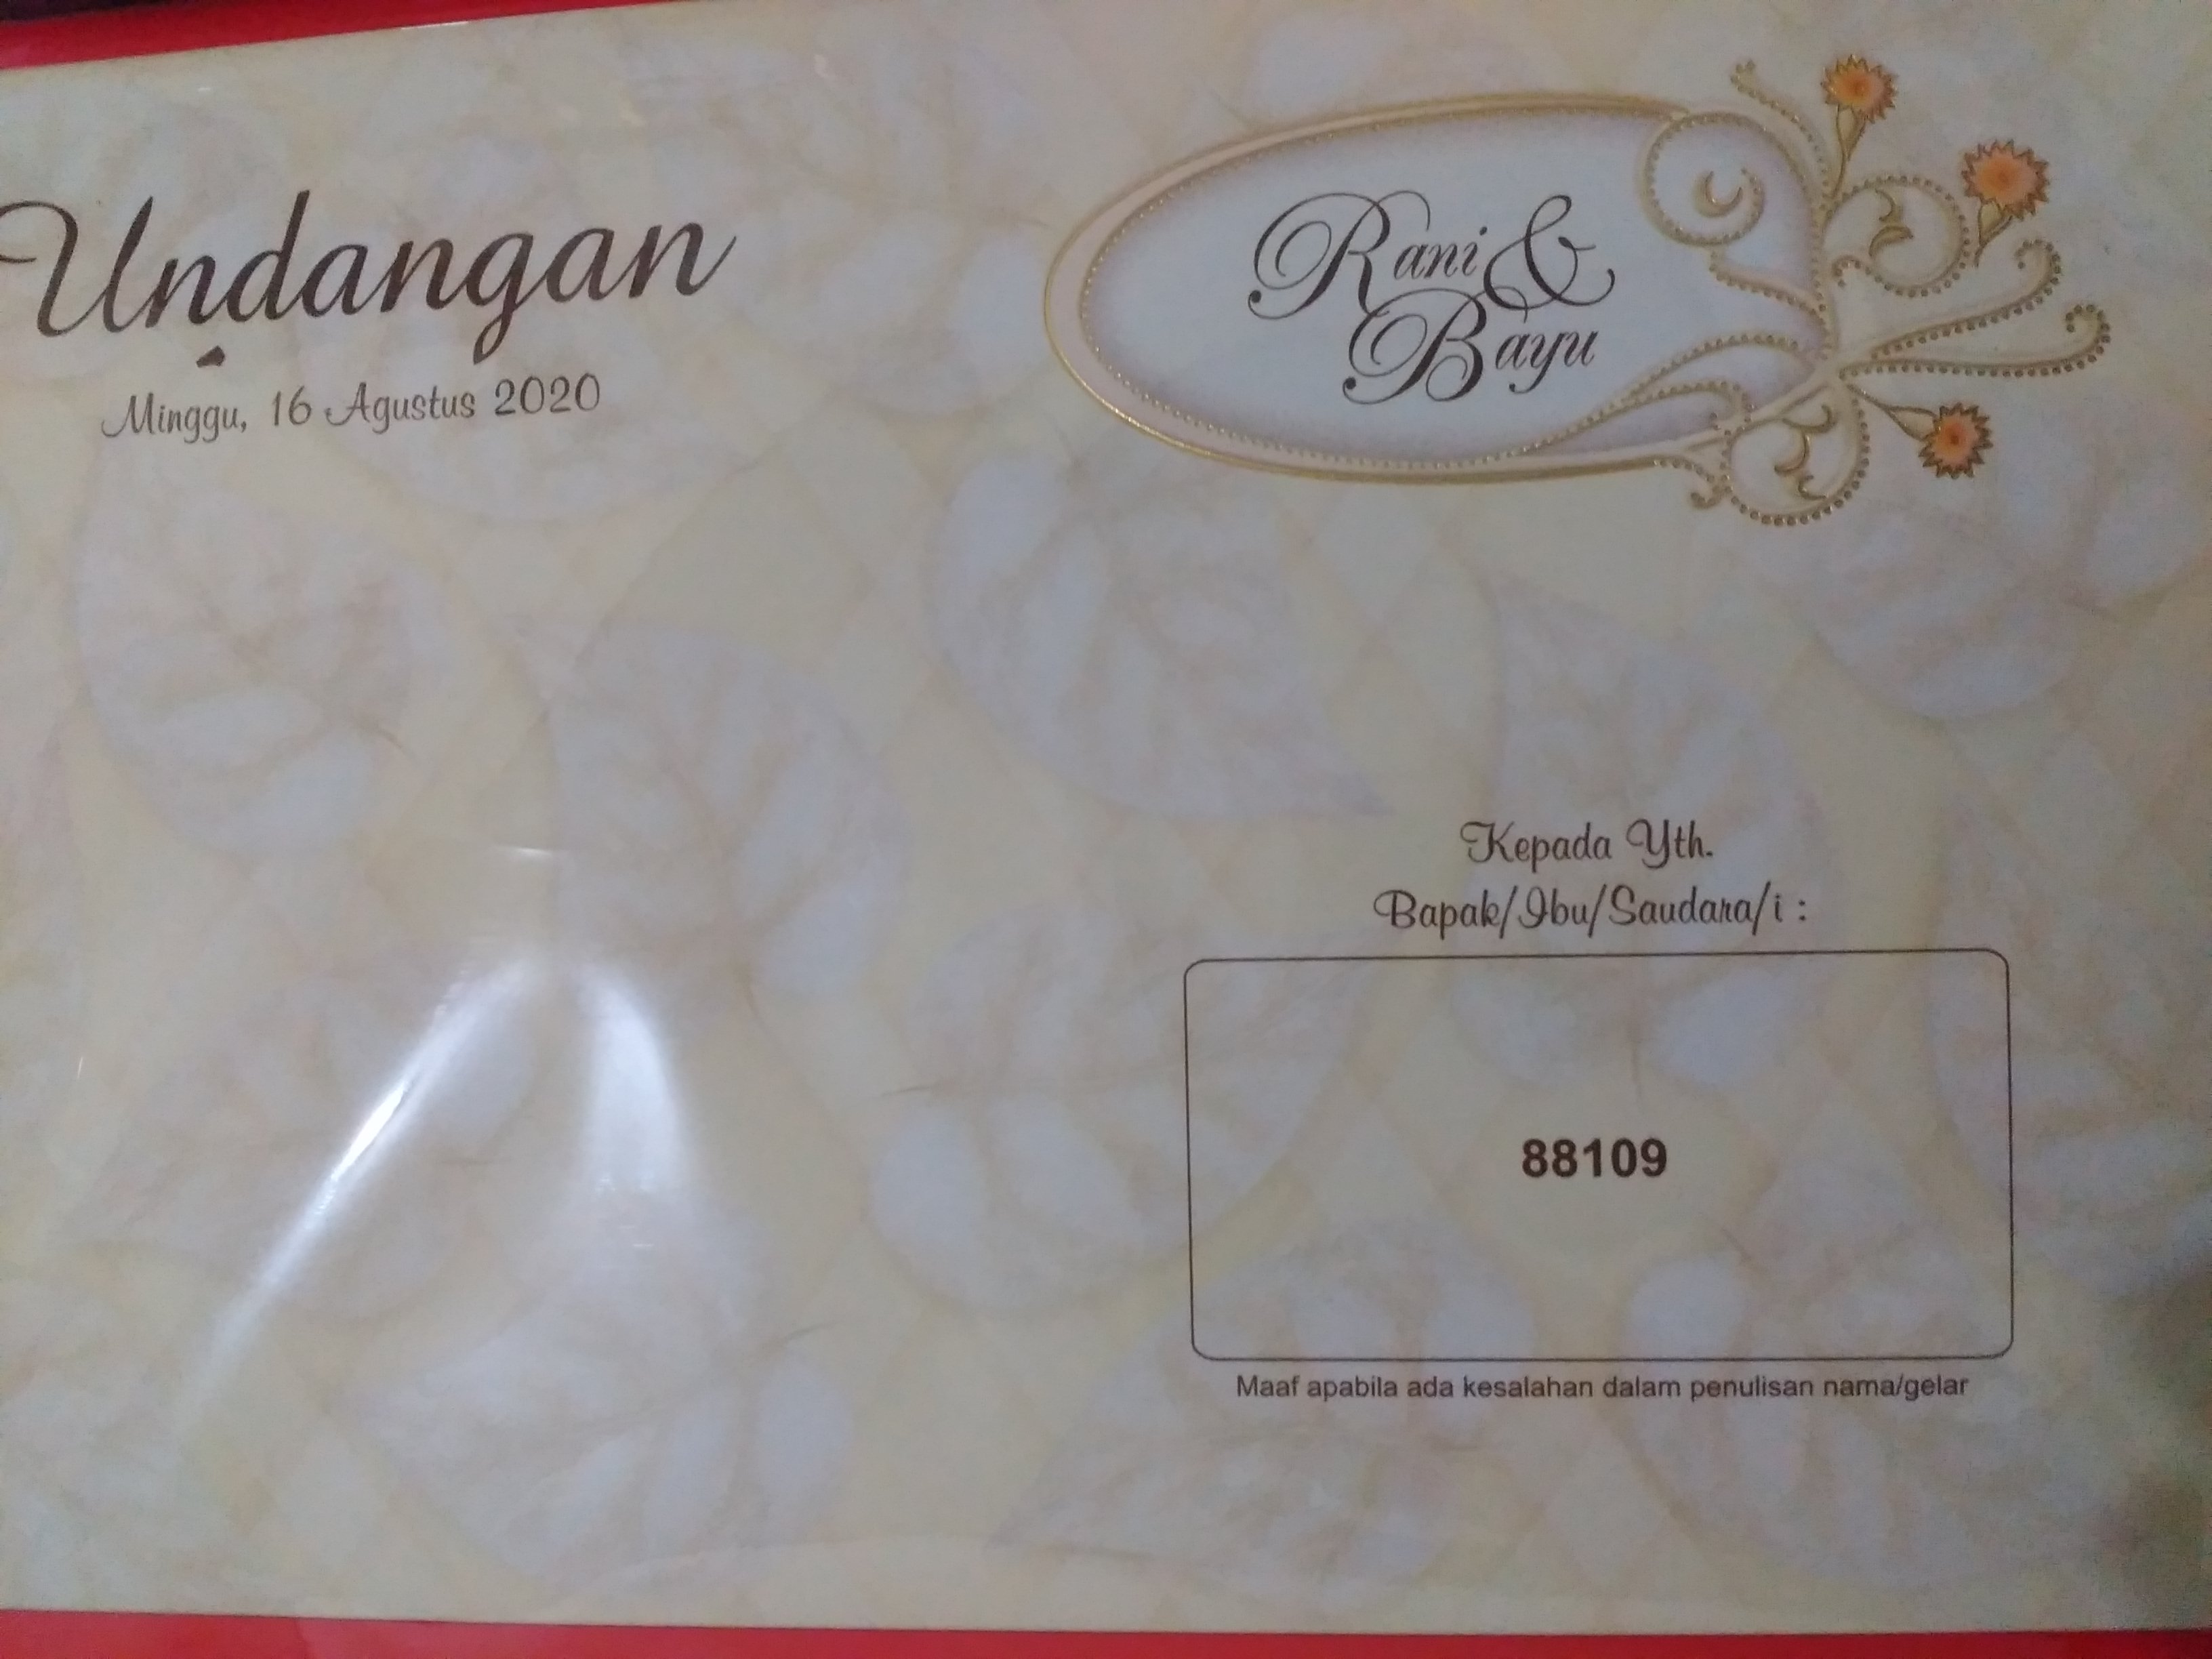 Undangan
Minggu, 16 Agustus 2020
Rani &
Bayu
Kepada Yth.
Bapak/Ibu/Saudara/i :
88109
Maaf apabila ada kesalahan dalam penulisan nama/gelar